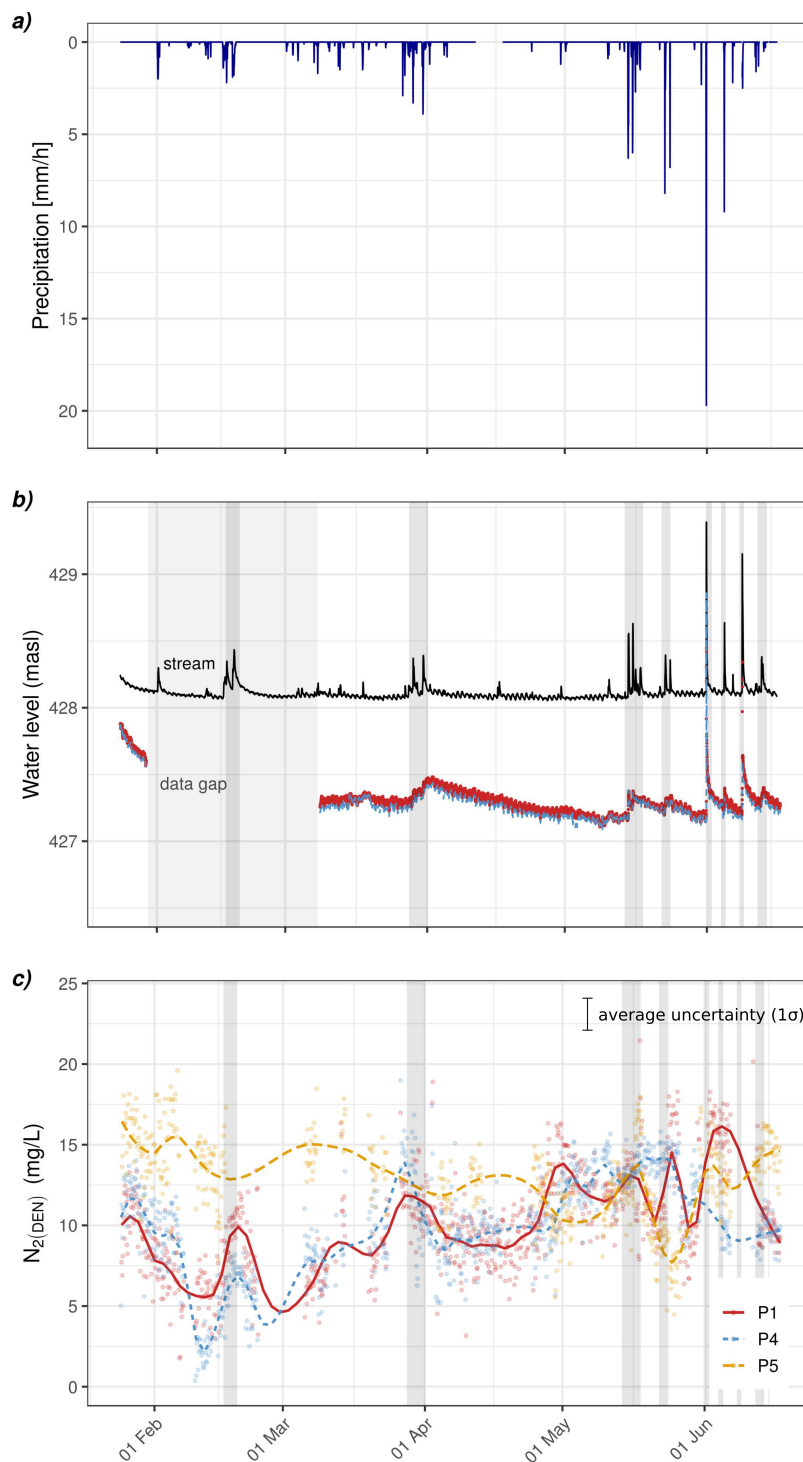 a)
0
5
10
15
20
Precipitation [mm/h]
b)
429
428
427
Water level (masl)
stream
data gap
c)
25
20
15
10
5
0
N2(DEN) (mg/L)
average uncertainty (1σ)
P1
P4
P5
01 Feb
01 Mar
01 Apr
01 May
01 Jun